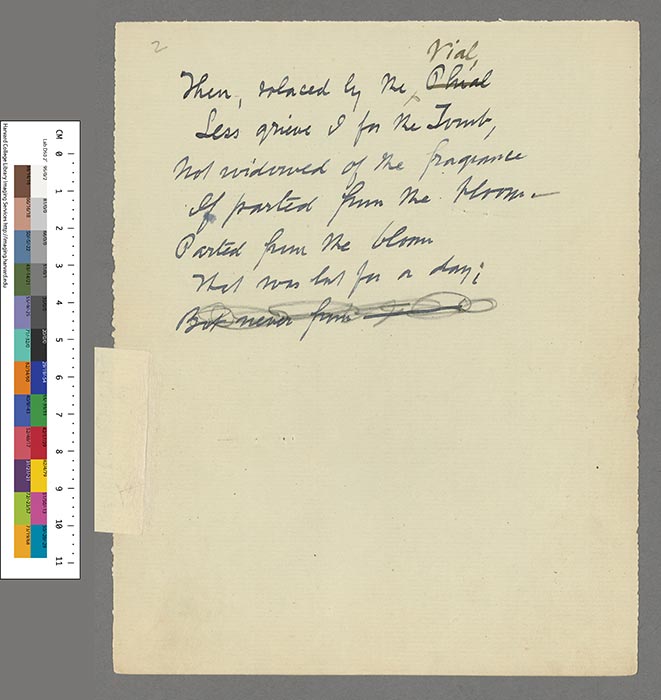 2
Vial,
Then, solaced by the Phial
Less grieve I for the Tomb,
Not widowed of the fragrance
If parted from the bloom—
Parted from the bloom
That was but for a day;
But never from
CM 0 1 2 3 4 5 6 7 8 9 10 11
Harvard College Library Imaging Services http://imaging.harvard.edu